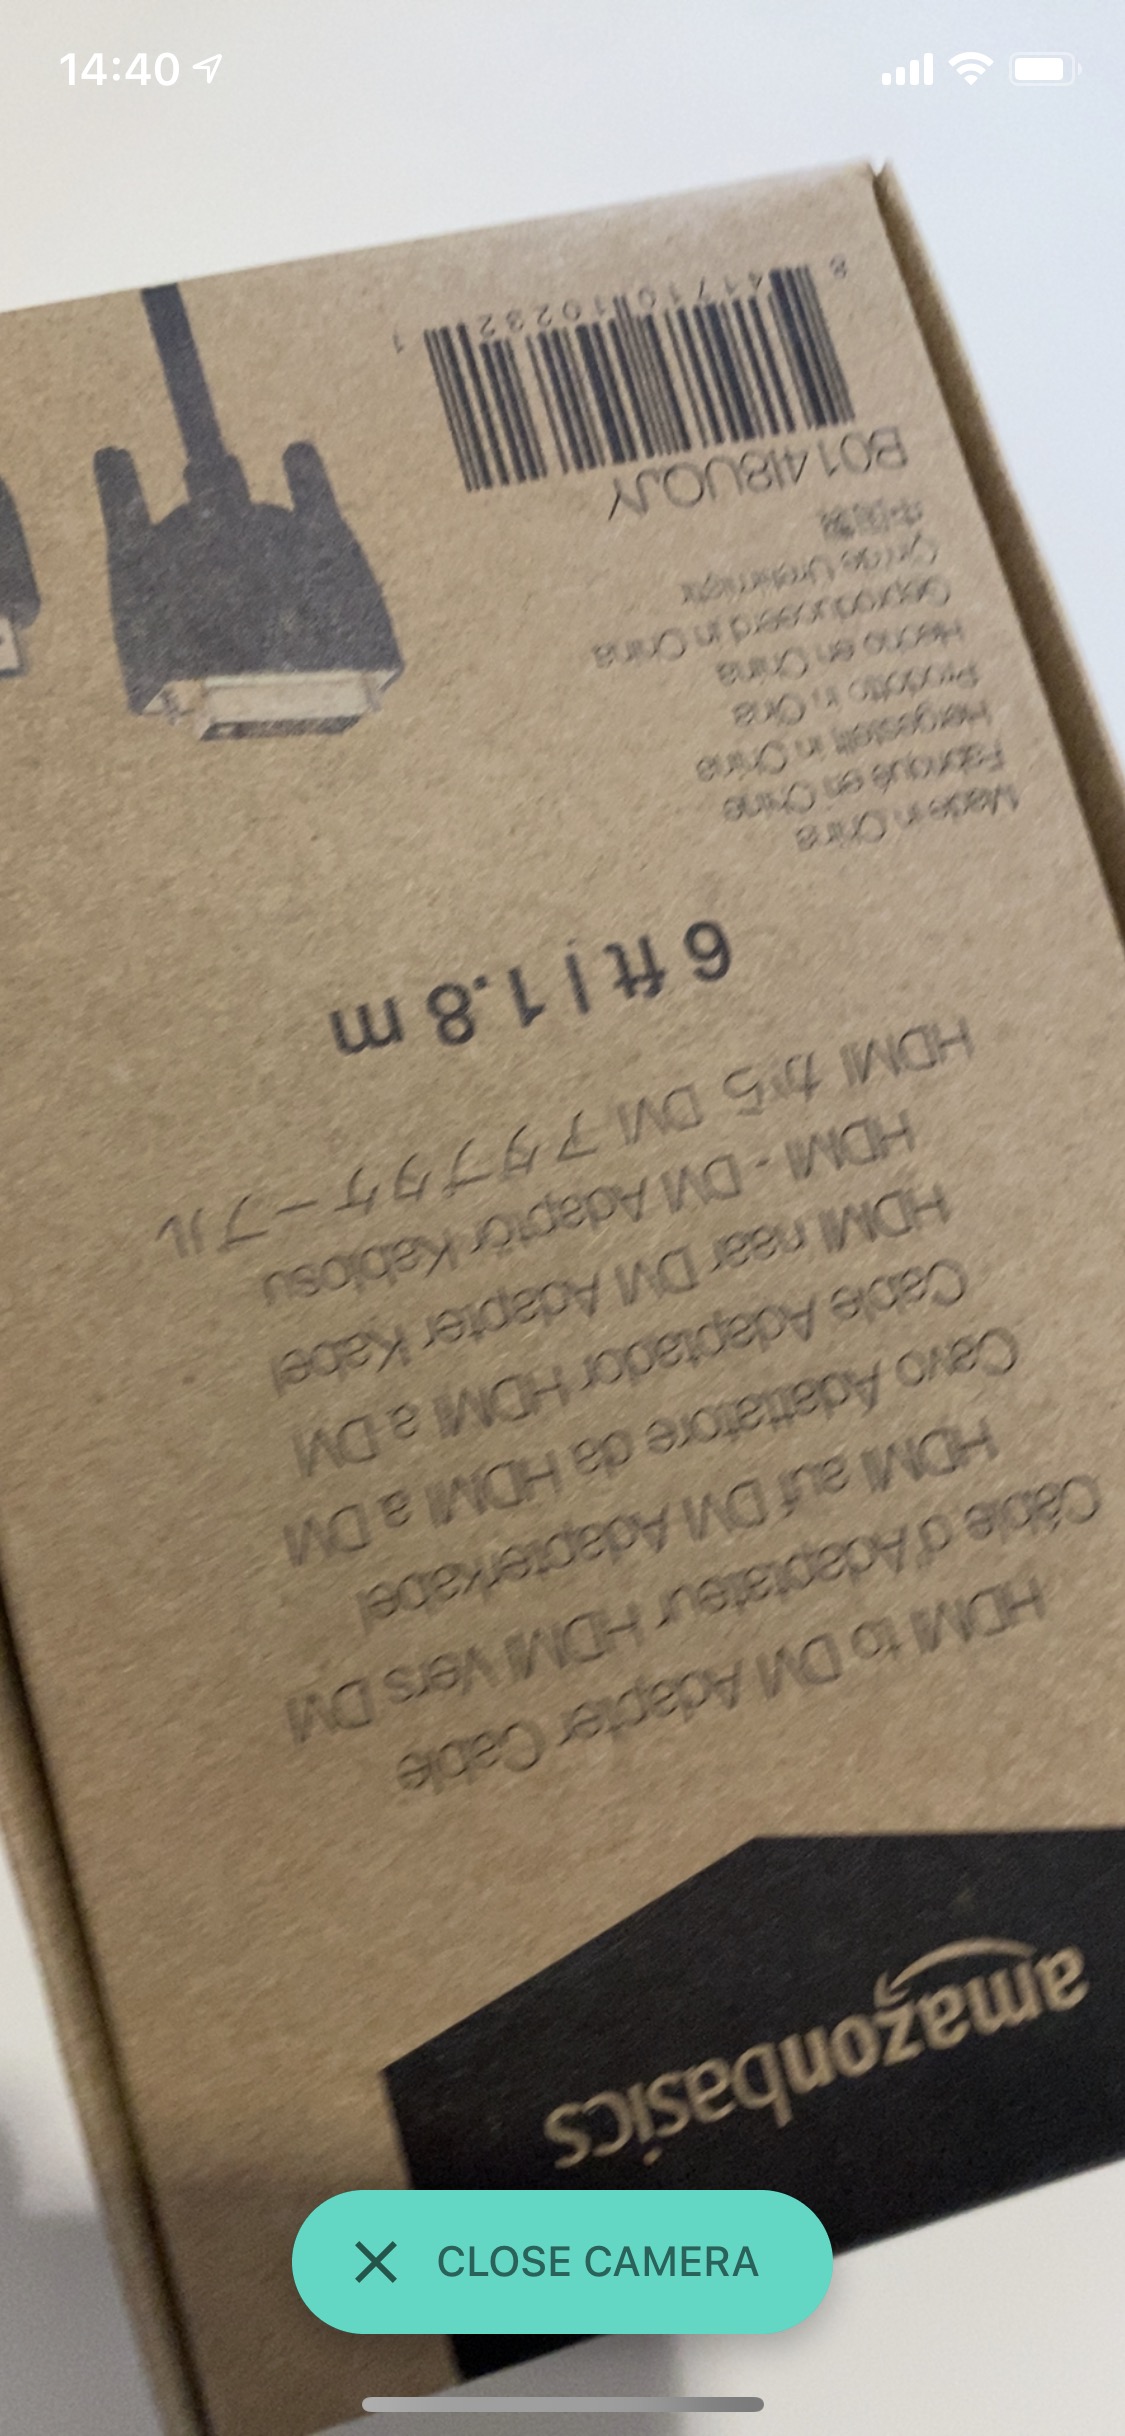 14:40
amazonbasics
HDMI to DVI Adapter Cable
Câble d'Adaptateur HDMI vers DVI
HDMI auf DVI Adapterkabel
Cavo Adattatore da HDMI a DVI
Cable Adaptador HDMI a DVI
HDMI naar DVI Adapter Kabel
HDMI - DVI Adaptör Kablosu
HDMI から DVI アダプタケーブル
6 ft | 1.8 m
Made in China
Fabriqué en Chine
Hergestellt in China
Prodotto in Cina
Hecho en China
Geproduceerd in China
Çin'de Üretilmiştir
中国製
B014I8UQJY
8 41710 10232 1
CLOSE CAMERA